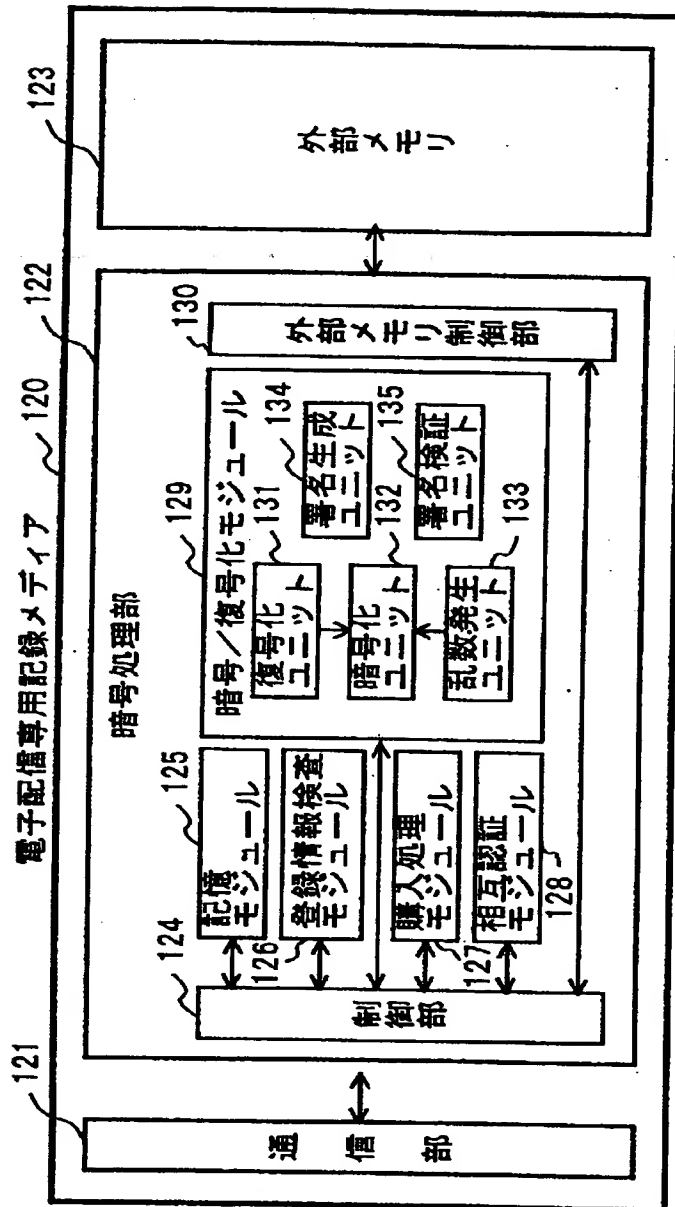 電子配信専用記録メディア 120
121
通信部
122
暗号処理部
124
制御部
125
記憶
モジュール
126
登録情報検査
モジュール
127
購入処理
モジュール
128
相互認証
モジュール
129
暗号／復号化モジュール
131
復号化
ユニット
132
暗号化
ユニット
133
乱数発生
ユニット
134
署名生成
ユニット
135
署名検証
ユニット
130
外部メモリ制御部
123
外部メモリ